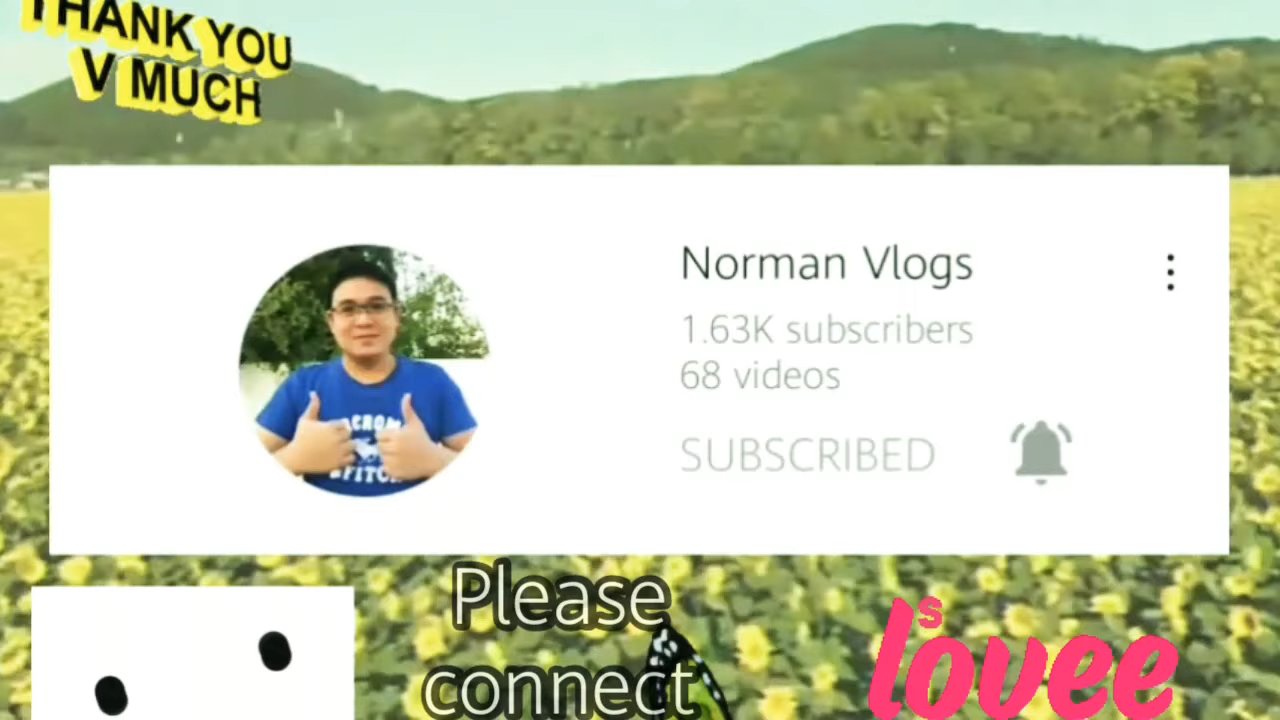 THANK YOU
V MUCH
Norman Vlogs
1.63K subscribers
68 videos
SUBSCRIBED
Please
connect
s
lovee